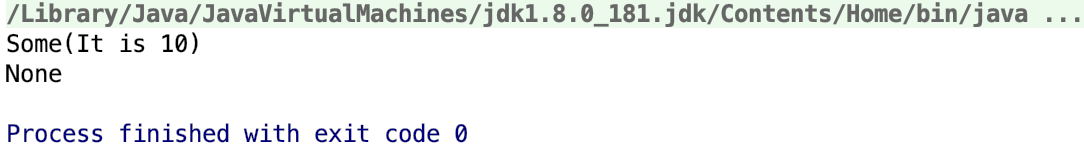 /Library/Java/JavaVirtualMachines/jdk1.8.0_181.jdk/Contents/Home/bin/java ...
Some(It is 10)
None
Process finished with exit code 0